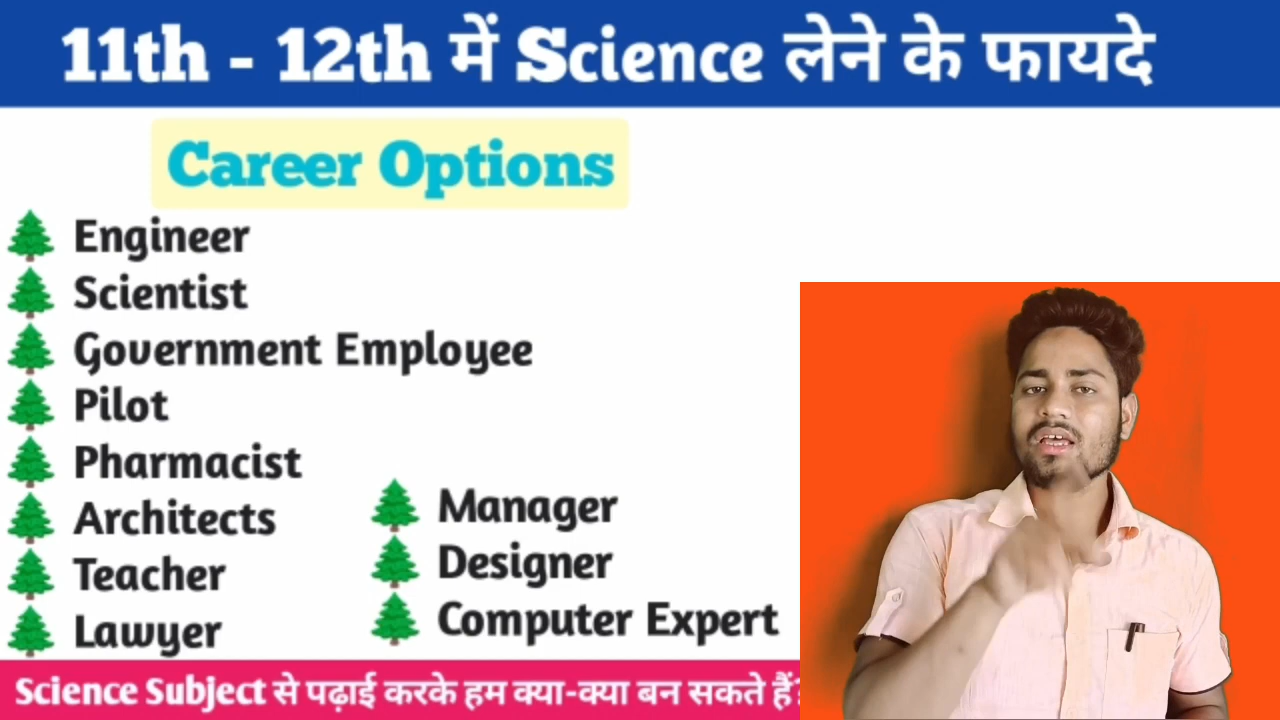 11th - 12th में Science लेने के फायदे
Career Options
Engineer
Scientist
Government Employee
Pilot
Pharmacist
Architects
Teacher
Lawyer
Manager
Designer
Computer Expert
Science Subject से पढ़ाई करके हम क्या-क्या बन सकते हैं?